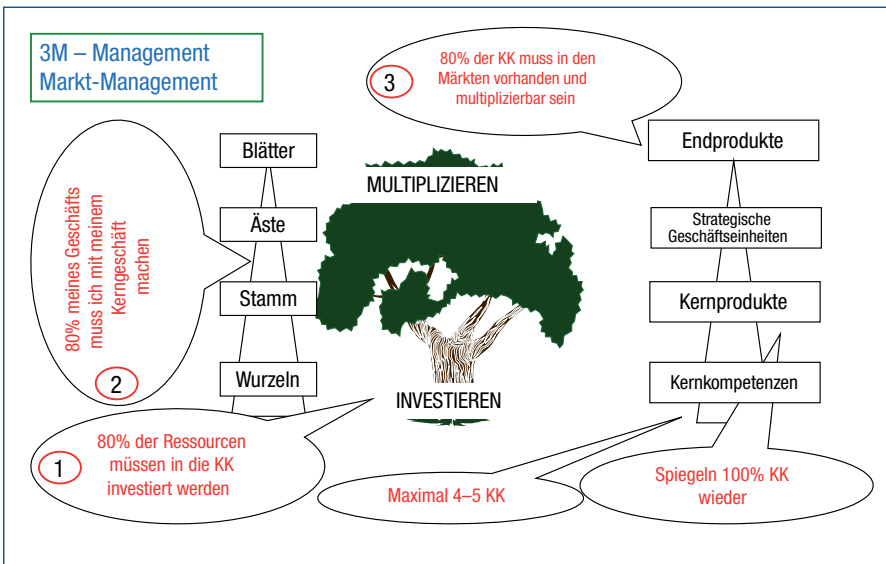 3M – Management
Markt-Management
3
80% der KK muss in den
Märkten vorhanden und
multiplizierbar sein
Blätter
Äste
Stamm
Wurzeln
MULTIPLIZIEREN
INVESTIEREN
Endprodukte
Strategische
Geschäftseinheiten
Kernprodukte
Kernkompetenzen
80% meines Geschäfts
muss ich mit meinem
Kerngeschäft
machen
2
1
80% der Ressourcen
müssen in die KK
investiert werden
Maximal 4–5 KK
Spiegeln 100% KK
wieder